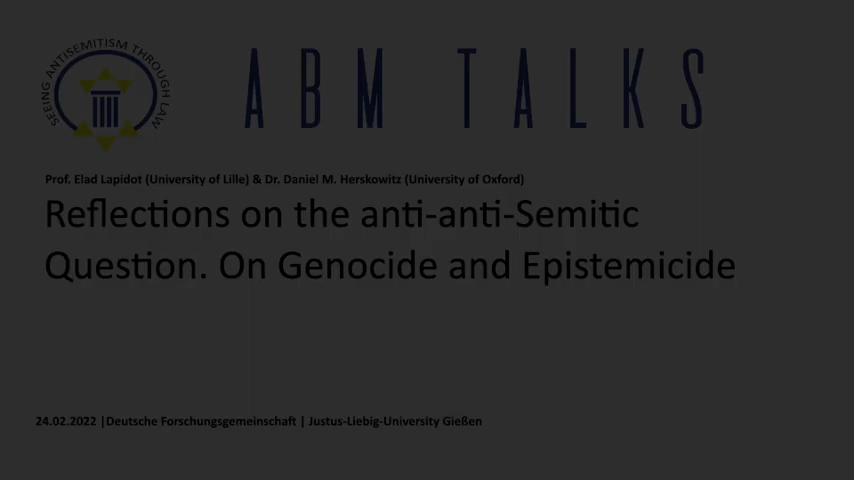 SEEING ANTISEMITISM THROUGH LAW
ABM TALKS
Prof. Elad Lapidot (University of Lille) & Dr. Daniel M. Herskowitz (University of Oxford)
Reflections on the anti-anti-Semitic
Question. On Genocide and Epistemicide
24.02.2022 |Deutsche Forschungsgemeinschaft | Justus-Liebig-University Gießen